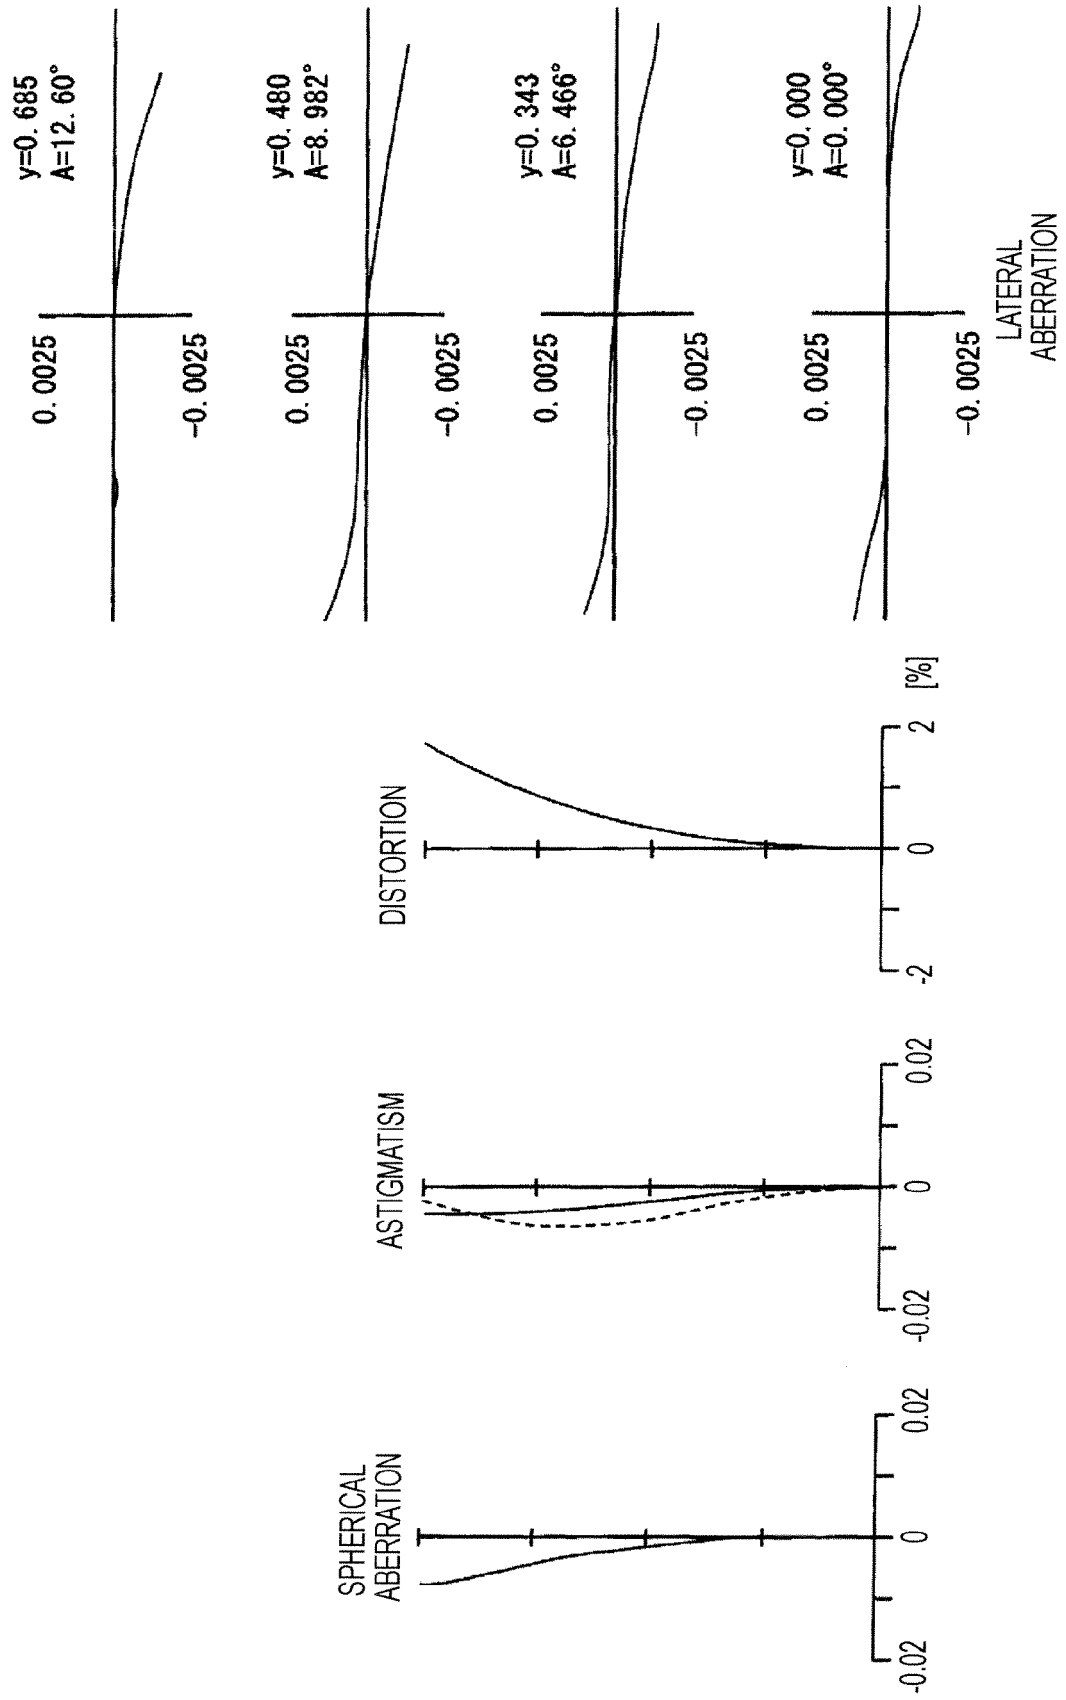 SPHERICAL
ABERRATION
-0.02
0
0.02
ASTIGMATISM
-0.02
0
0.02
DISTORTION
-2
0
2
[%]
0.0025
y=0.685
A=12.60°
-0.0025
0.0025
y=0.480
A=8.982°
-0.0025
0.0025
y=0.343
A=6.466°
-0.0025
0.0025
y=0.000
A=0.000°
-0.0025
LATERAL
ABERRATION